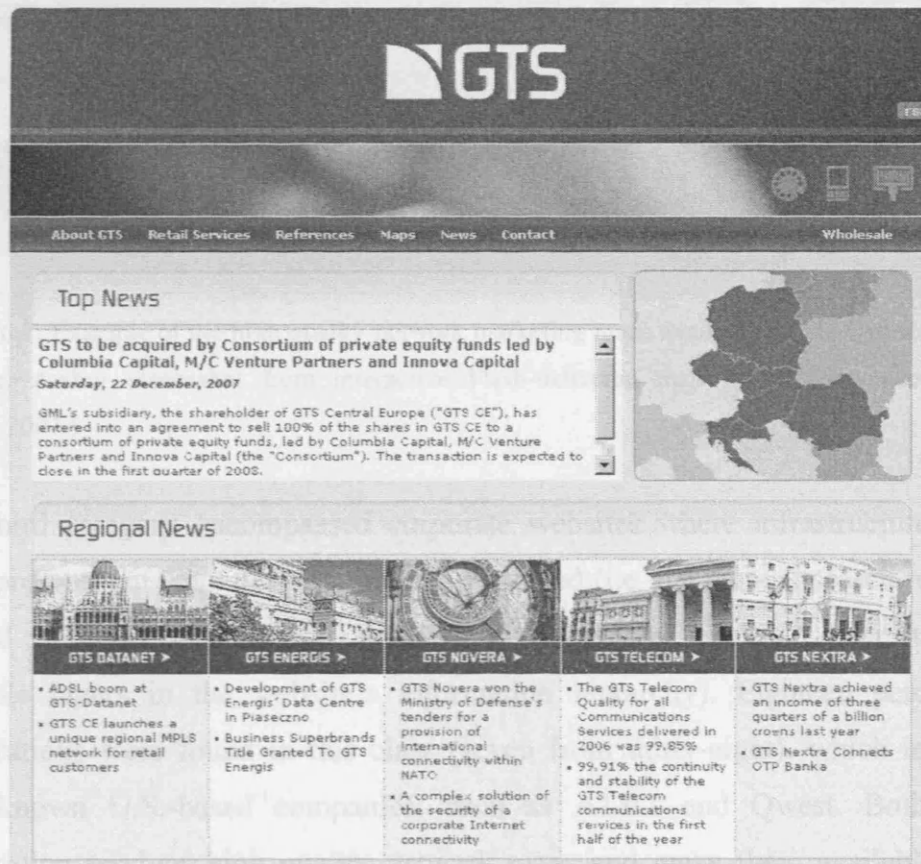 GTS
About GTS Retail Services References Maps News Contact Wholesale
Top News
GTS to be acquired by Consortium of private equity funds led by
Columbia Capital, M/C Venture Partners and Innova Capital
Saturday, 22 December, 2007
GML's subsidiary, the shareholder of GTS Central Europe ("GTS CE"), has
entered into an agreement to sell 100% of the shares in GTS CE to a
consortium of private equity funds, led by Columbia Capital, M/C Venture
Partners and Innova Capital (the "Consortium"). The transaction is expected to
close in the first quarter of 2008.
Regional News
GTS DATANET >
• ADSL boom at
GTS-Datanet
• GTS CE launches a
unique regional MPLS
network for retail
customers
GTS ENERGIS >
• Development of GTS
Energis' Data Centre
in Piaseczno
• Business Superbrands
Title Granted To GTS
Energis
GTS NOVERA >
• GTS Novera won the
Ministry of Defense's
tenders for a
provision of
international
connectivity within
NATO
• A complex solution of
the security of a
corporate Internet
connectivity
GTS TELECOM >
• The GTS Telecom
Quality for all
Communications
Services delivered in
2006 was 99.85%
• 99.91% the continuity
and stability of the
GTS Telecom
communications
services in the first
half of the year
GTS NEXTRA >
• GTS Nextra achieved
an income of three
quarters of a billion
crowns last year
• GTS Nextra Connects
OTP Banka